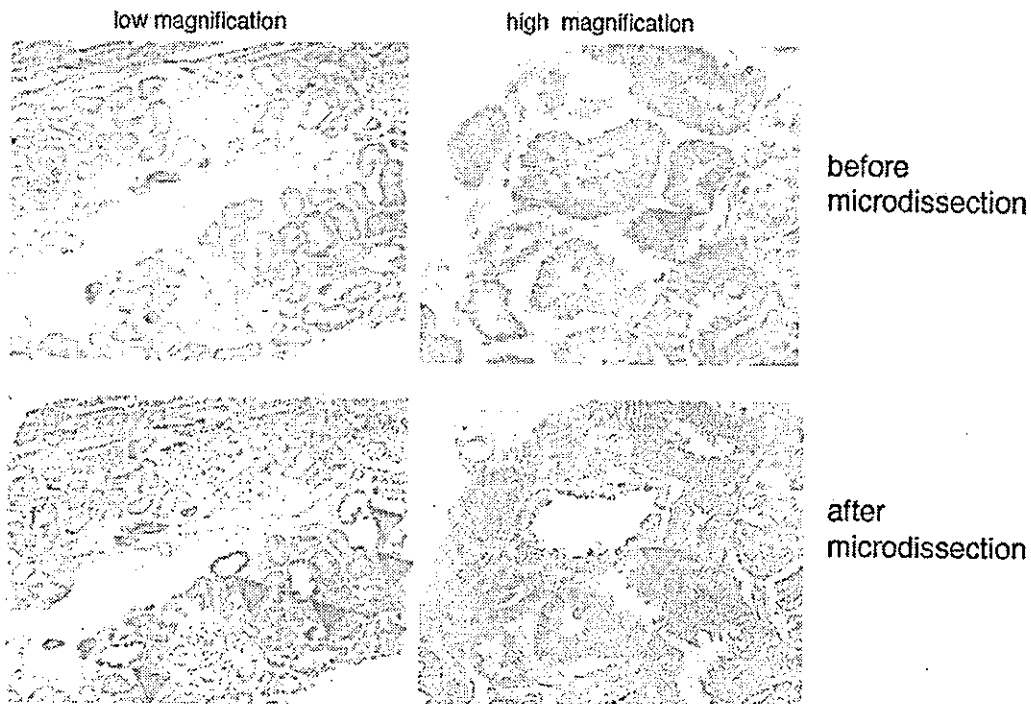 low magnification
high magnification
before
microdissection
after
microdissection